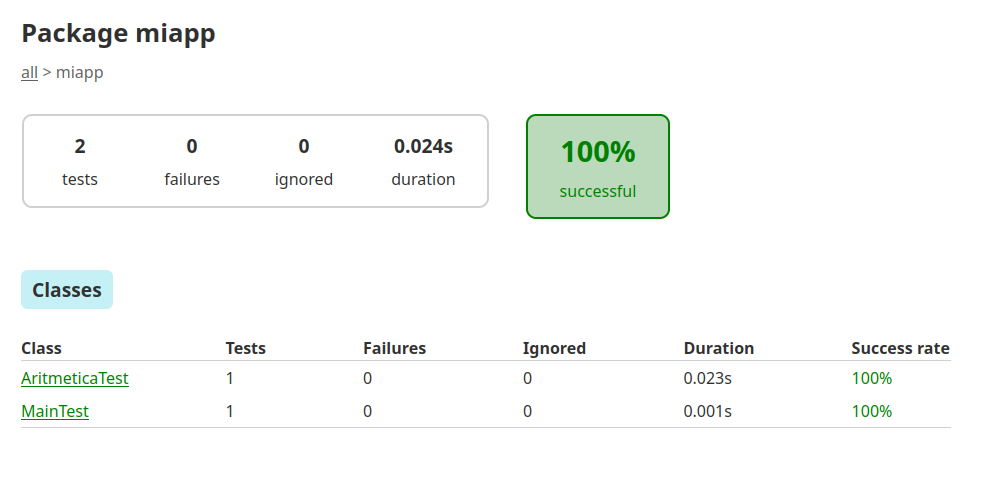 Package miapp
all > miapp
2 0 0 0.024s
tests failures ignored duration
100%
successful
Classes
Class Tests Failures Ignored Duration Success rate
AritmeticaTest 1 0 0 0.023s 100%
MainTest 1 0 0 0.001s 100%